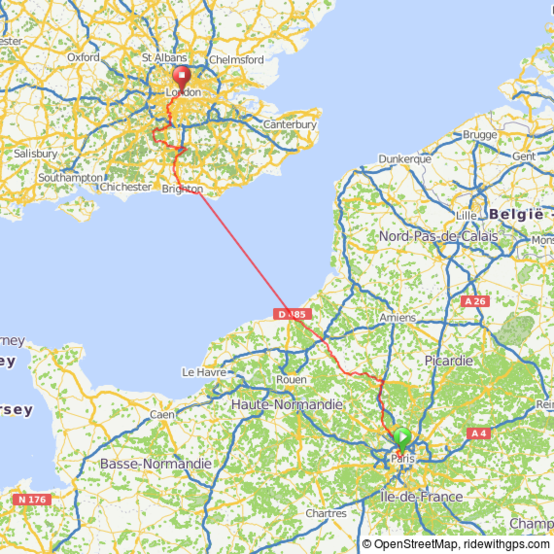 ester
Oxford
St Albans
Chelmsford
London
Canterbury
Salisbury
Southampton
Chichester
Brighton
Dunkerque
Brugge
Gent
Lille
België
Nord-Pas-de-Calais
Mons
A 26
D 485
Amiens
rney
ey
Le Havre
Rouen
Picardie
rsey
Caen
Haute-Normandie
Rei
A 4
Basse-Normandie
Paris
N 176
Île-de-France
Chartres
Champ
© OpenStreetMap, ridewithgps.com